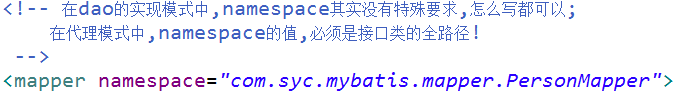 <!-- 在dao的实现模式中,namespace其实没有特殊要求,怎么写都可以;
在代理模式中,namespace的值,必须是接口类的全路径!
-->
<mapper namespace="com.syc.mybatis.mapper.PersonMapper">